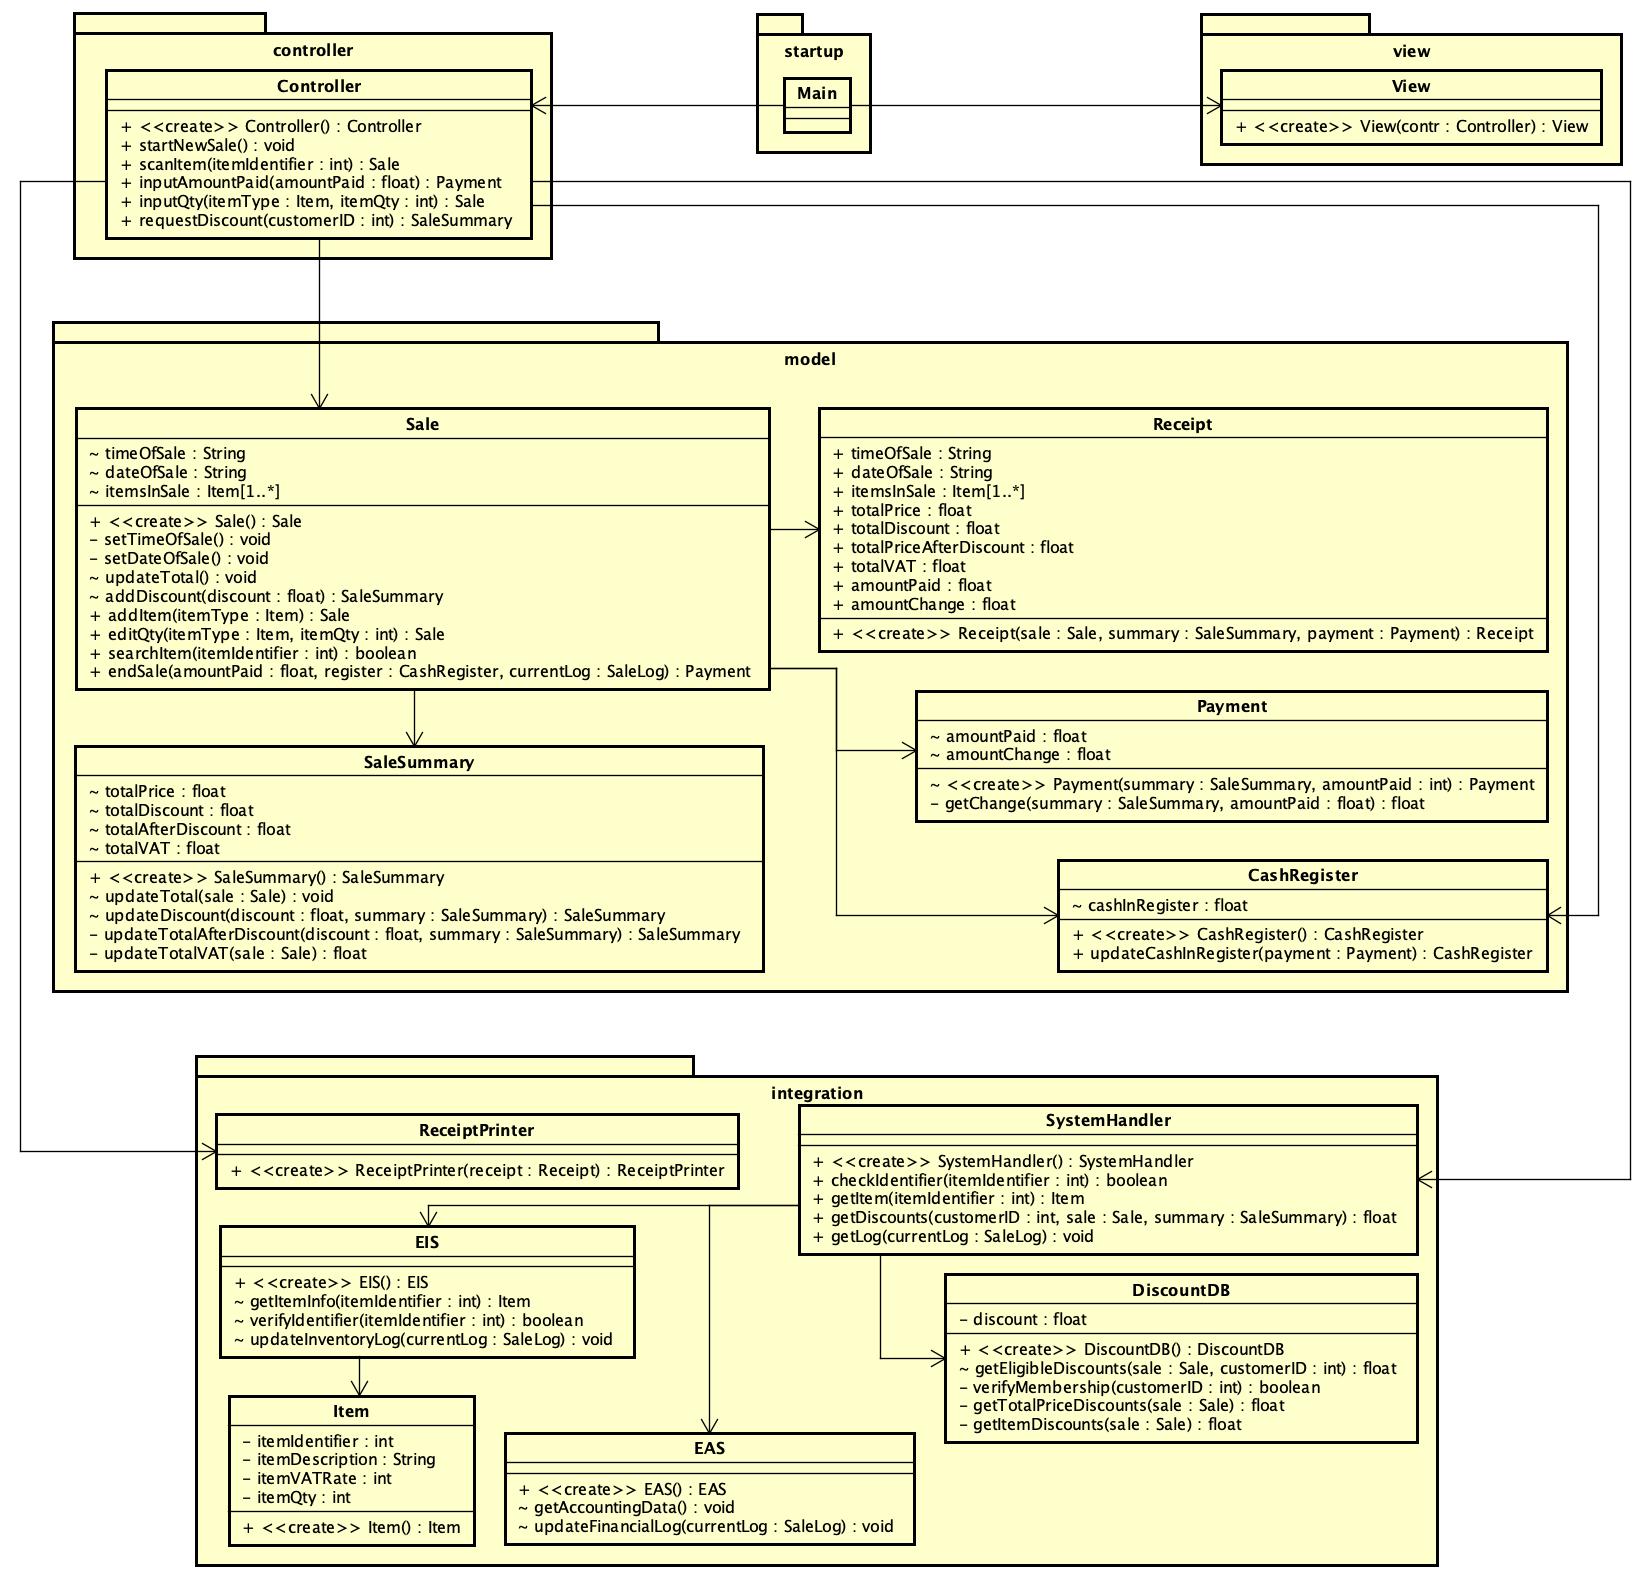 controller
Controller
+ <<create>> Controller() : Controller
+ startNewSale() : void
+ scanItem(itemIdentifier : int) : Sale
+ inputAmountPaid(amountPaid : float) : Payment
+ inputQty(itemType : Item, itemQty : int) : Sale
+ requestDiscount(customerID : int) : SaleSummary
startup
Main
view
View
+ <<create>> View(contr : Controller) : View
model
Sale
~ timeOfSale : String
~ dateOfSale : String
~ itemsInSale : Item[1..*]
+ <<create>> Sale() : Sale
- setTimeOfSale() : void
- setDateOfSale() : void
~ updateTotal() : void
~ addDiscount(discount : float) : SaleSummary
+ addItem(itemType : Item) : Sale
+ editQty(itemType : Item, itemQty : int) : Sale
+ searchItem(itemIdentifier : int) : boolean
+ endSale(amountPaid : float, register : CashRegister, currentLog : SaleLog) : Payment
Receipt
+ timeOfSale : String
+ dateOfSale : String
+ itemsInSale : Item[1..*]
+ totalPrice : float
+ totalDiscount : float
+ totalPriceAfterDiscount : float
+ totalVAT : float
+ amountPaid : float
+ amountChange : float
+ <<create>> Receipt(sale : Sale, summary : SaleSummary, payment : Payment) : Receipt
Payment
~ amountPaid : float
~ amountChange : float
~ <<create>> Payment(summary : SaleSummary, amountPaid : int) : Payment
- getChange(summary : SaleSummary, amountPaid : float) : float
SaleSummary
~ totalPrice : float
~ totalDiscount : float
~ totalAfterDiscount : float
~ totalVAT : float
+ <<create>> SaleSummary() : SaleSummary
~ updateTotal(sale : Sale) : void
~ updateDiscount(discount : float, summary : SaleSummary) : SaleSummary
- updateTotalAfterDiscount(discount : float, summary : SaleSummary) : SaleSummary
- updateTotalVAT(sale : Sale) : float
CashRegister
~ cashInRegister : float
+ <<create>> CashRegister() : CashRegister
+ updateCashInRegister(payment : Payment) : CashRegister
integration
ReceiptPrinter
+ <<create>> ReceiptPrinter(receipt : Receipt) : ReceiptPrinter
SystemHandler
+ <<create>> SystemHandler() : SystemHandler
+ checkIdentifier(itemIdentifier : int) : boolean
+ getItem(itemIdentifier : int) : Item
+ getDiscounts(customerID : int, sale : Sale, summary : SaleSummary) : float
+ getLog(currentLog : SaleLog) : void
EIS
+ <<create>> EIS() : EIS
~ getItemInfo(itemIdentifier : int) : Item
~ verifyIdentifier(itemIdentifier : int) : boolean
~ updateInventoryLog(currentLog : SaleLog) : void
DiscountDB
- discount : float
+ <<create>> DiscountDB() : DiscountDB
~ getEligibleDiscounts(sale : Sale, customerID : int) : float
- verifyMembership(customerID : int) : boolean
- getTotalPriceDiscounts(sale : Sale) : float
- getItemDiscounts(sale : Sale) : float
Item
- itemIdentifier : int
- itemDescription : String
- itemVATRate : int
- itemQty : int
+ <<create>> Item() : Item
EAS
+ <<create>> EAS() : EAS
~ getAccountingData() : void
~ updateFinancialLog(currentLog : SaleLog) : void